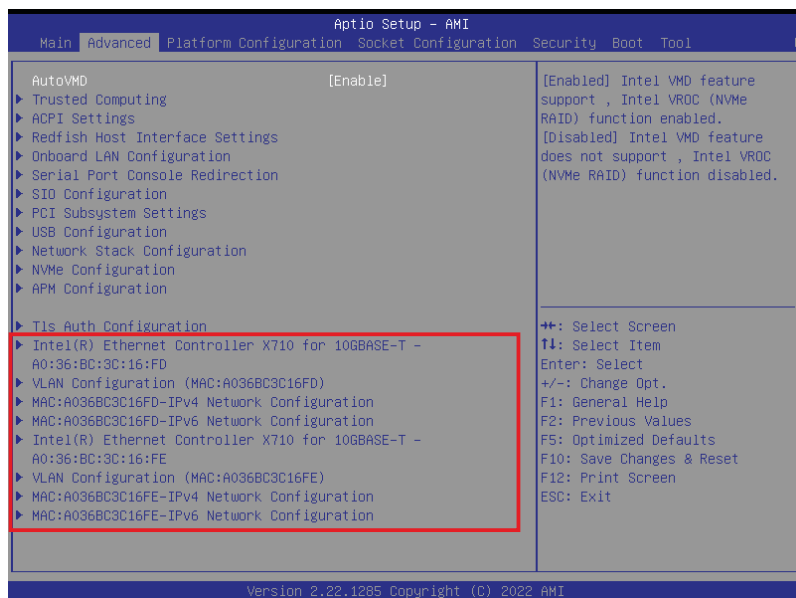 Aptio Setup - AMI
Main Advanced Platform Configuration Socket Configuration Security Boot Tool
AutoVMD [Enable]
Trusted Computing
ACPI Settings
Redfish Host Interface Settings
Onboard LAN Configuration
Serial Port Console Redirection
SIO Configuration
PCI Subsystem Settings
USB Configuration
Network Stack Configuration
NVMe Configuration
APM Configuration
Tls Auth Configuration
Intel(R) Ethernet Controller X710 for 10GBASE-T -
A0:36:BC:3C:16:FD
VLAN Configuration (MAC:A036BC3C16FD)
MAC:A036BC3C16FD-IPv4 Network Configuration
MAC:A036BC3C16FD-IPv6 Network Configuration
Intel(R) Ethernet Controller X710 for 10GBASE-T -
A0:36:BC:3C:16:FE
VLAN Configuration (MAC:A036BC3C16FE)
MAC:A036BC3C16FE-IPv4 Network Configuration
MAC:A036BC3C16FE-IPv6 Network Configuration
[Enabled] Intel VMD feature
support , Intel VROC (NVMe
RAID) function enabled.
[Disabled] Intel VMD feature
does not support , Intel VROC
(NVMe RAID) function disabled.
→←: Select Screen
↑↓: Select Item
Enter: Select
+/-: Change Opt.
F1: General Help
F2: Previous Values
F5: Optimized Defaults
F10: Save Changes & Reset
F12: Print Screen
ESC: Exit
Version 2.22.1285 Copyright (C) 2022 AMI